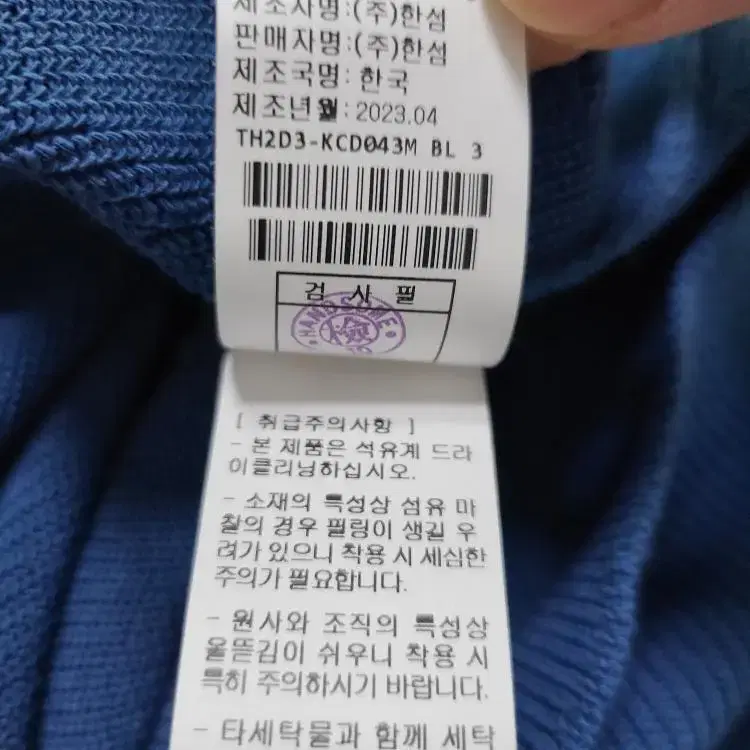 제조자명:(주)한섬
판매자명:(주)한섬
제조국명: 한국
제조년월: 2023.04
TH2D3-KCD043M BL 3
검 사 필
HANDSOME
檢
[ 취급주의사항 ]
- 본 제품은 석유계 드라
이클리닝하십시오.
- 소재의 특성상 섬유 마
찰의 경우 필링이 생길 우
려가 있으니 착용 시 세심한
주의가 필요합니다.
- 원사와 조직의 특성상
올뜯김이 쉬우니 착용 시
특히 주의하시기 바랍니다.
- 타세탁물과 함께 세탁